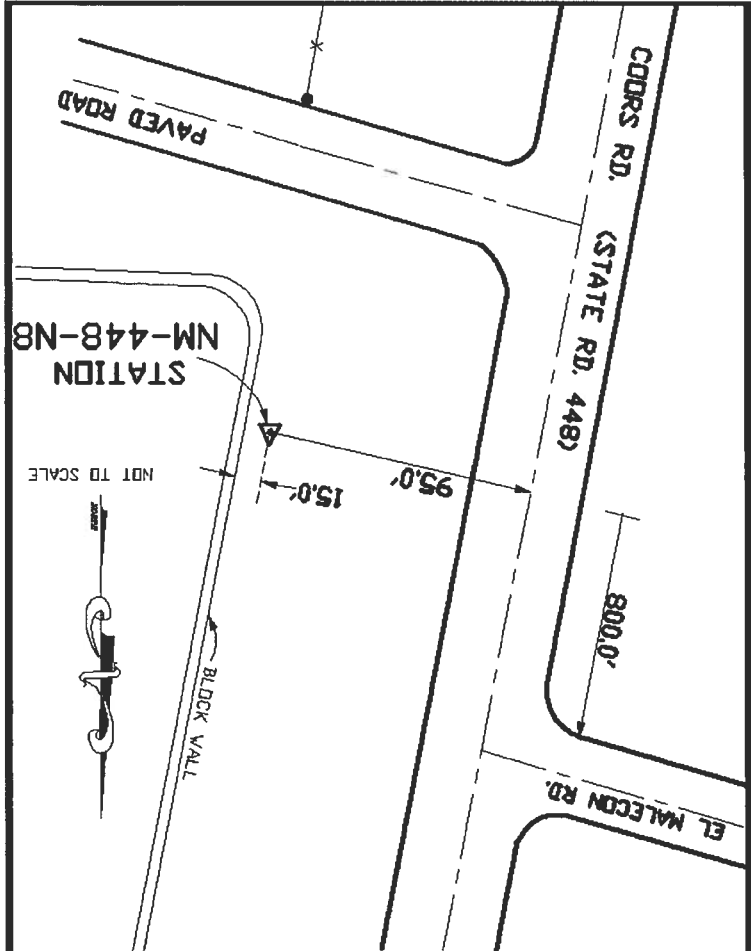 EL MALECON RD.
BLOCK WALL
800.0'
NOT TO SCALE
15.0'
95.0'
STATION
NM-448-N8
COORS RD. (STATE RD. 448)
PAVED ROAD